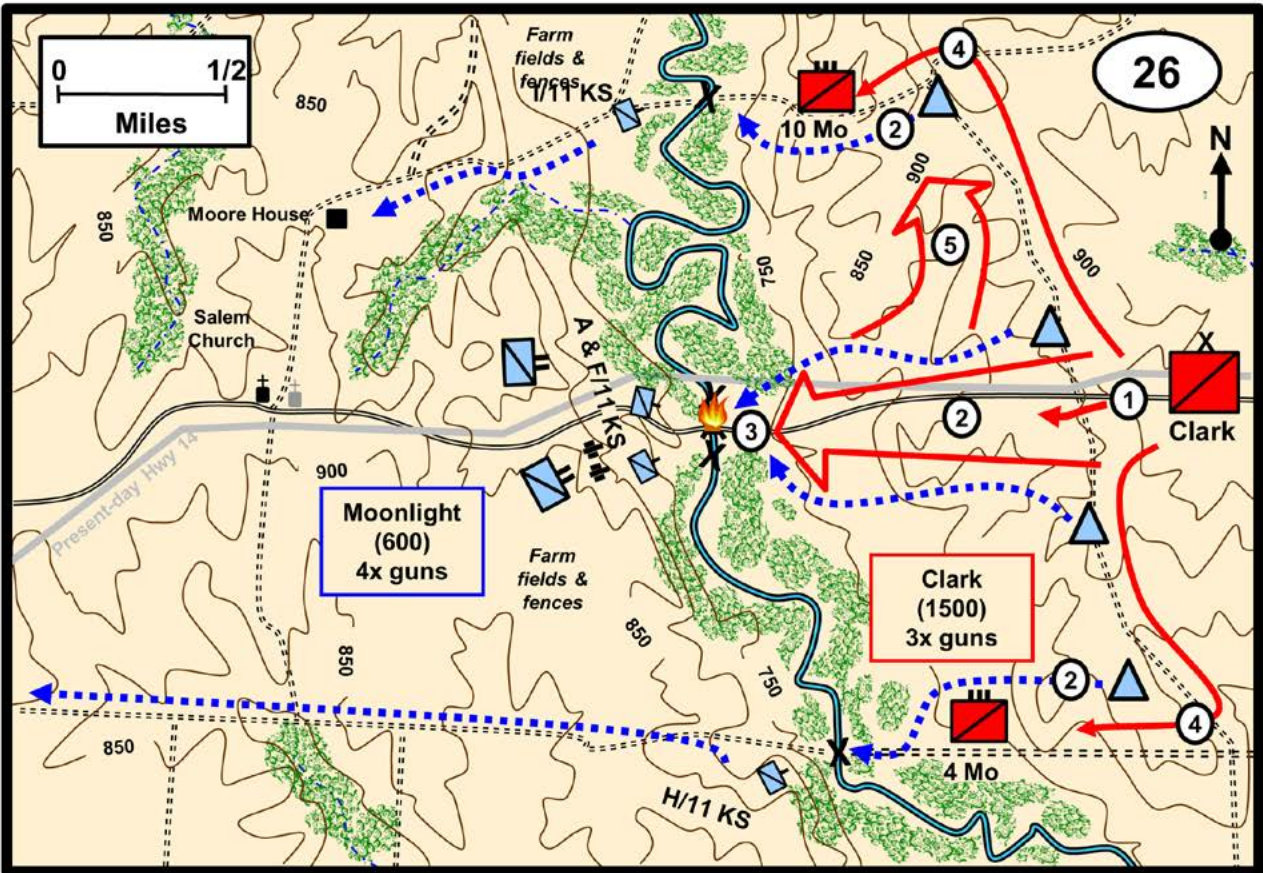 0 1/2
Miles
850
Farm
fields &
fences
I/11 KS
10 Mo
4
2
26
N
900
850
Moore House
5
850
750
900
Salem
Church
A & F/11 KS
X
Clark
1
2
3
Present-day Hwy 14
900
Moonlight
(600)
4x guns
Farm
fields &
fences
Clark
(1500)
3x guns
850
850
750
2
4
850
4 Mo
H/11 KS